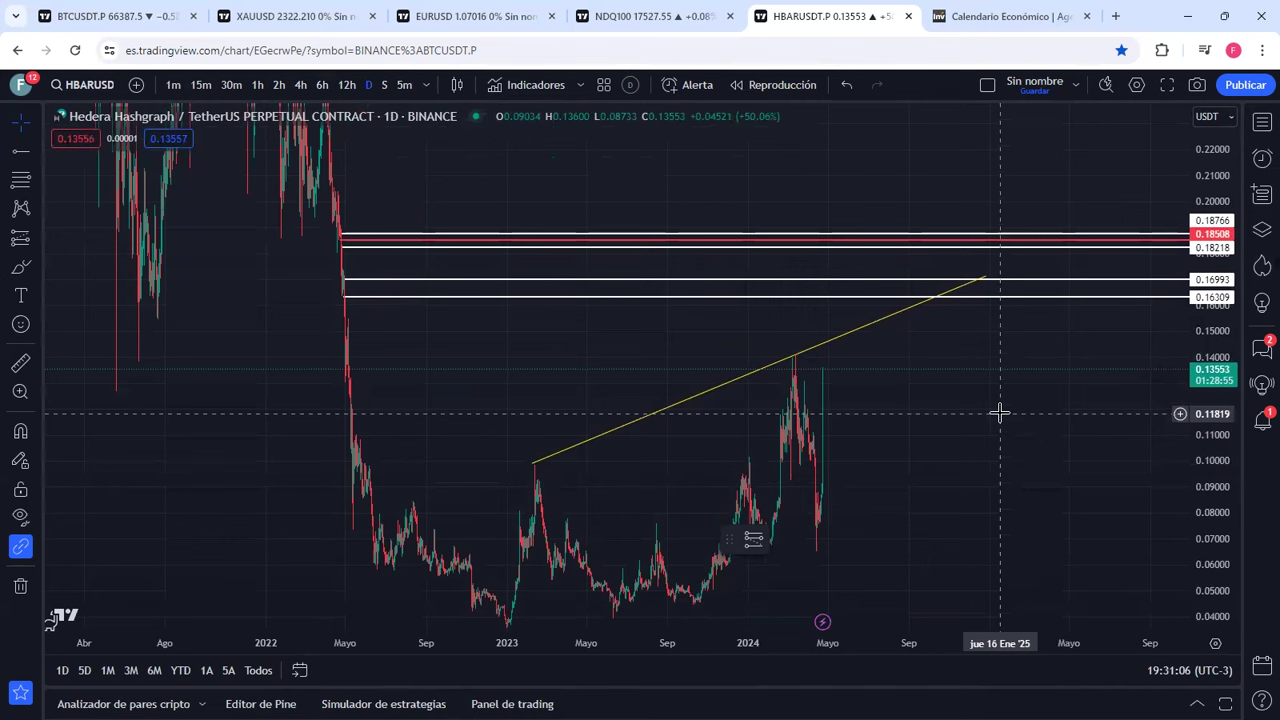 BTCUSDT.P 66387.5 ▼ −0.5
XAUUSD 2322.210 0% Sin n
EURUSD 1.07016 0% Sin nom
NDQ100 17527.55 ▲ +0.08%
HBARUSDT.P 0.13553 ▲ +5
Inv Calendario Económico | Age
es.tradingview.com/chart/EGecrwPe/?symbol=BINANCE%3ABTCUSDT.P
F
F 12 HBARUSD 1m 15m 30m 1h 2h 4h 6h 12h D S 5m Indicadores D Alerta Reproducción Sin nombre Publicar
Guardar
Hedera Hashgraph / TetherUS PERPETUAL CONTRACT · 1D · BINANCE O0.09034 H0.13600 L0.08733 C0.13553 +0.04521 (+50.06%)
USDT
0.13556 0.00001 0.13557
0.22000
0.21000
0.20000
0.18766
0.18508
0.18218
0.16993
0.16309
0.15000
0.14000
0.13553
01:28:55
0.11819
0.11000
0.10000
0.09000
0.08000
0.07000
0.06000
0.05000
0.04000
2
1
Abr Ago 2022 Mayo Sep 2023 Mayo Sep 2024 Mayo Sep jue 16 Ene '25 Mayo Sep
1D 5D 1M 3M 6M YTD 1A 5A Todos 19:31:06 (UTC-3)
Analizador de pares cripto Editor de Pine Simulador de estrategias Panel de trading